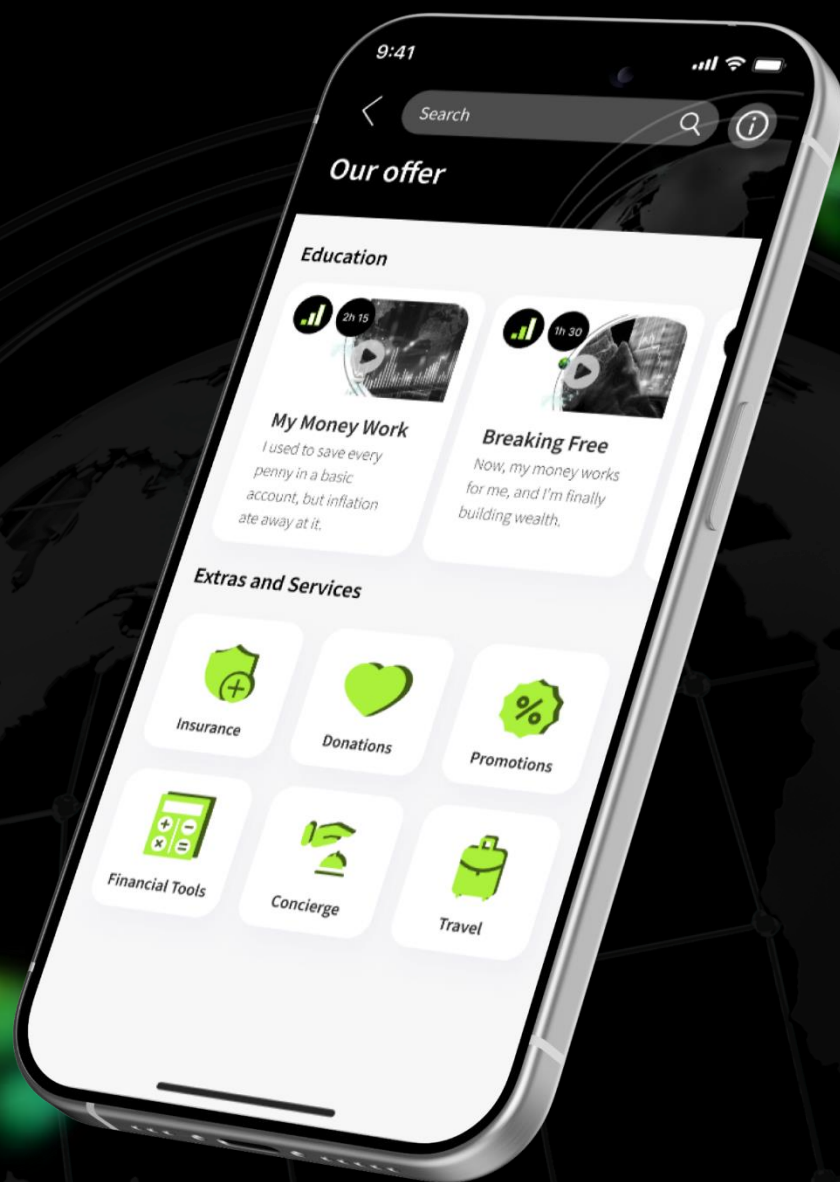 9:41
Search
Our offer
Education
2h 15
1h 30
My Money Work
I used to save every
penny in a basic
account, but inflation
ate away at it.
Breaking Free
Now, my money works
for me, and I'm finally
building wealth.
Extras and Services
Insurance
Donations
Promotions
Financial Tools
Concierge
Travel